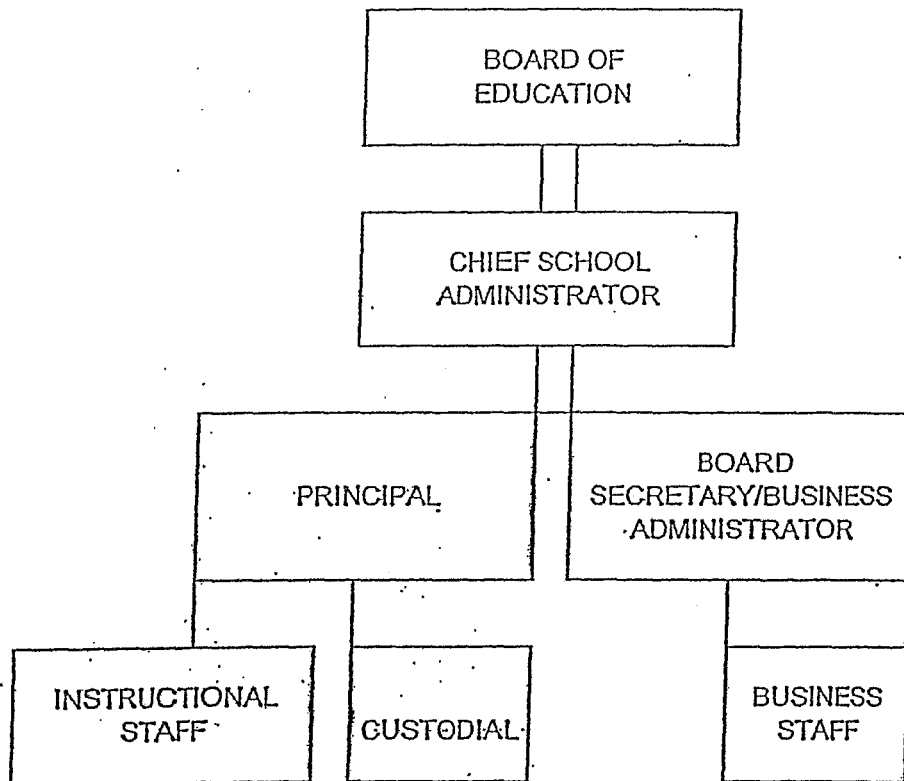 BOARD OF
EDUCATION
CHIEF SCHOOL
ADMINISTRATOR
PRINCIPAL
BOARD
SECRETARY/BUSINESS
ADMINISTRATOR
INSTRUCTIONAL
STAFF
CUSTODIAL
BUSINESS
STAFF